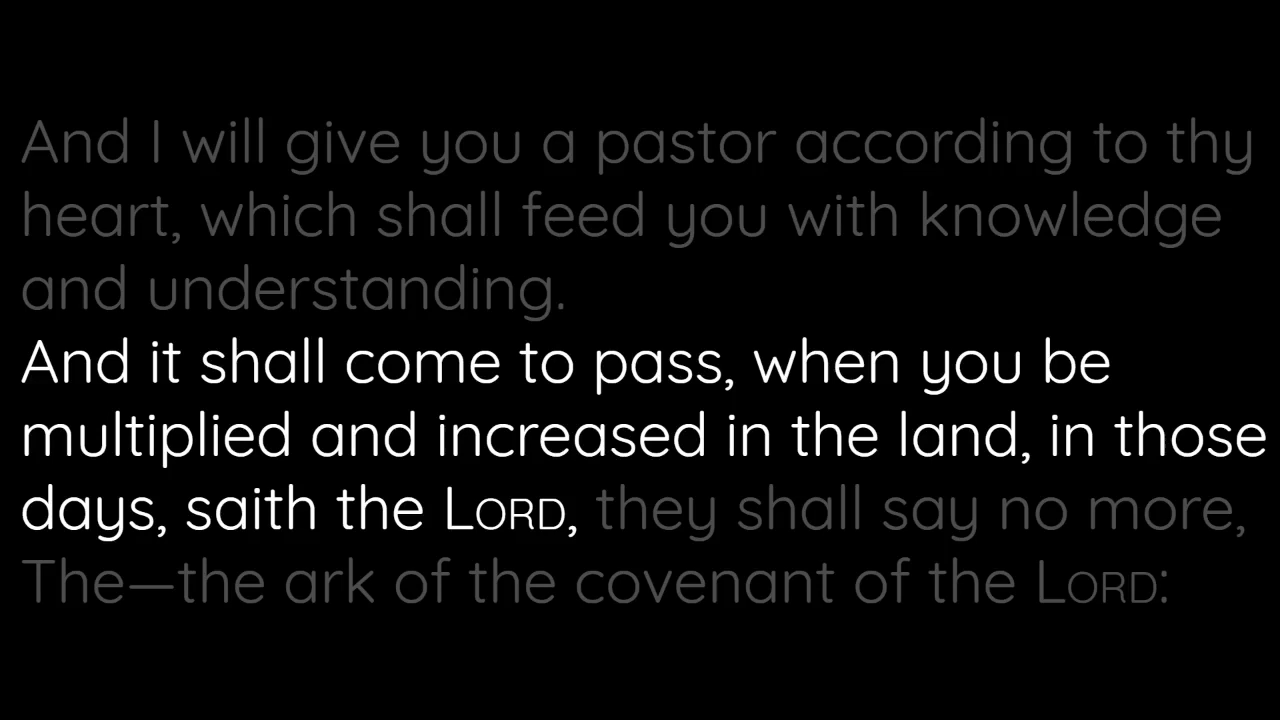 And I will give you a pastor according to thy
heart, which shall feed you with knowledge
and understanding.
And it shall come to pass, when you be
multiplied and increased in the land, in those
days, saith the LORD, they shall say no more,
The—the ark of the covenant of the LORD: